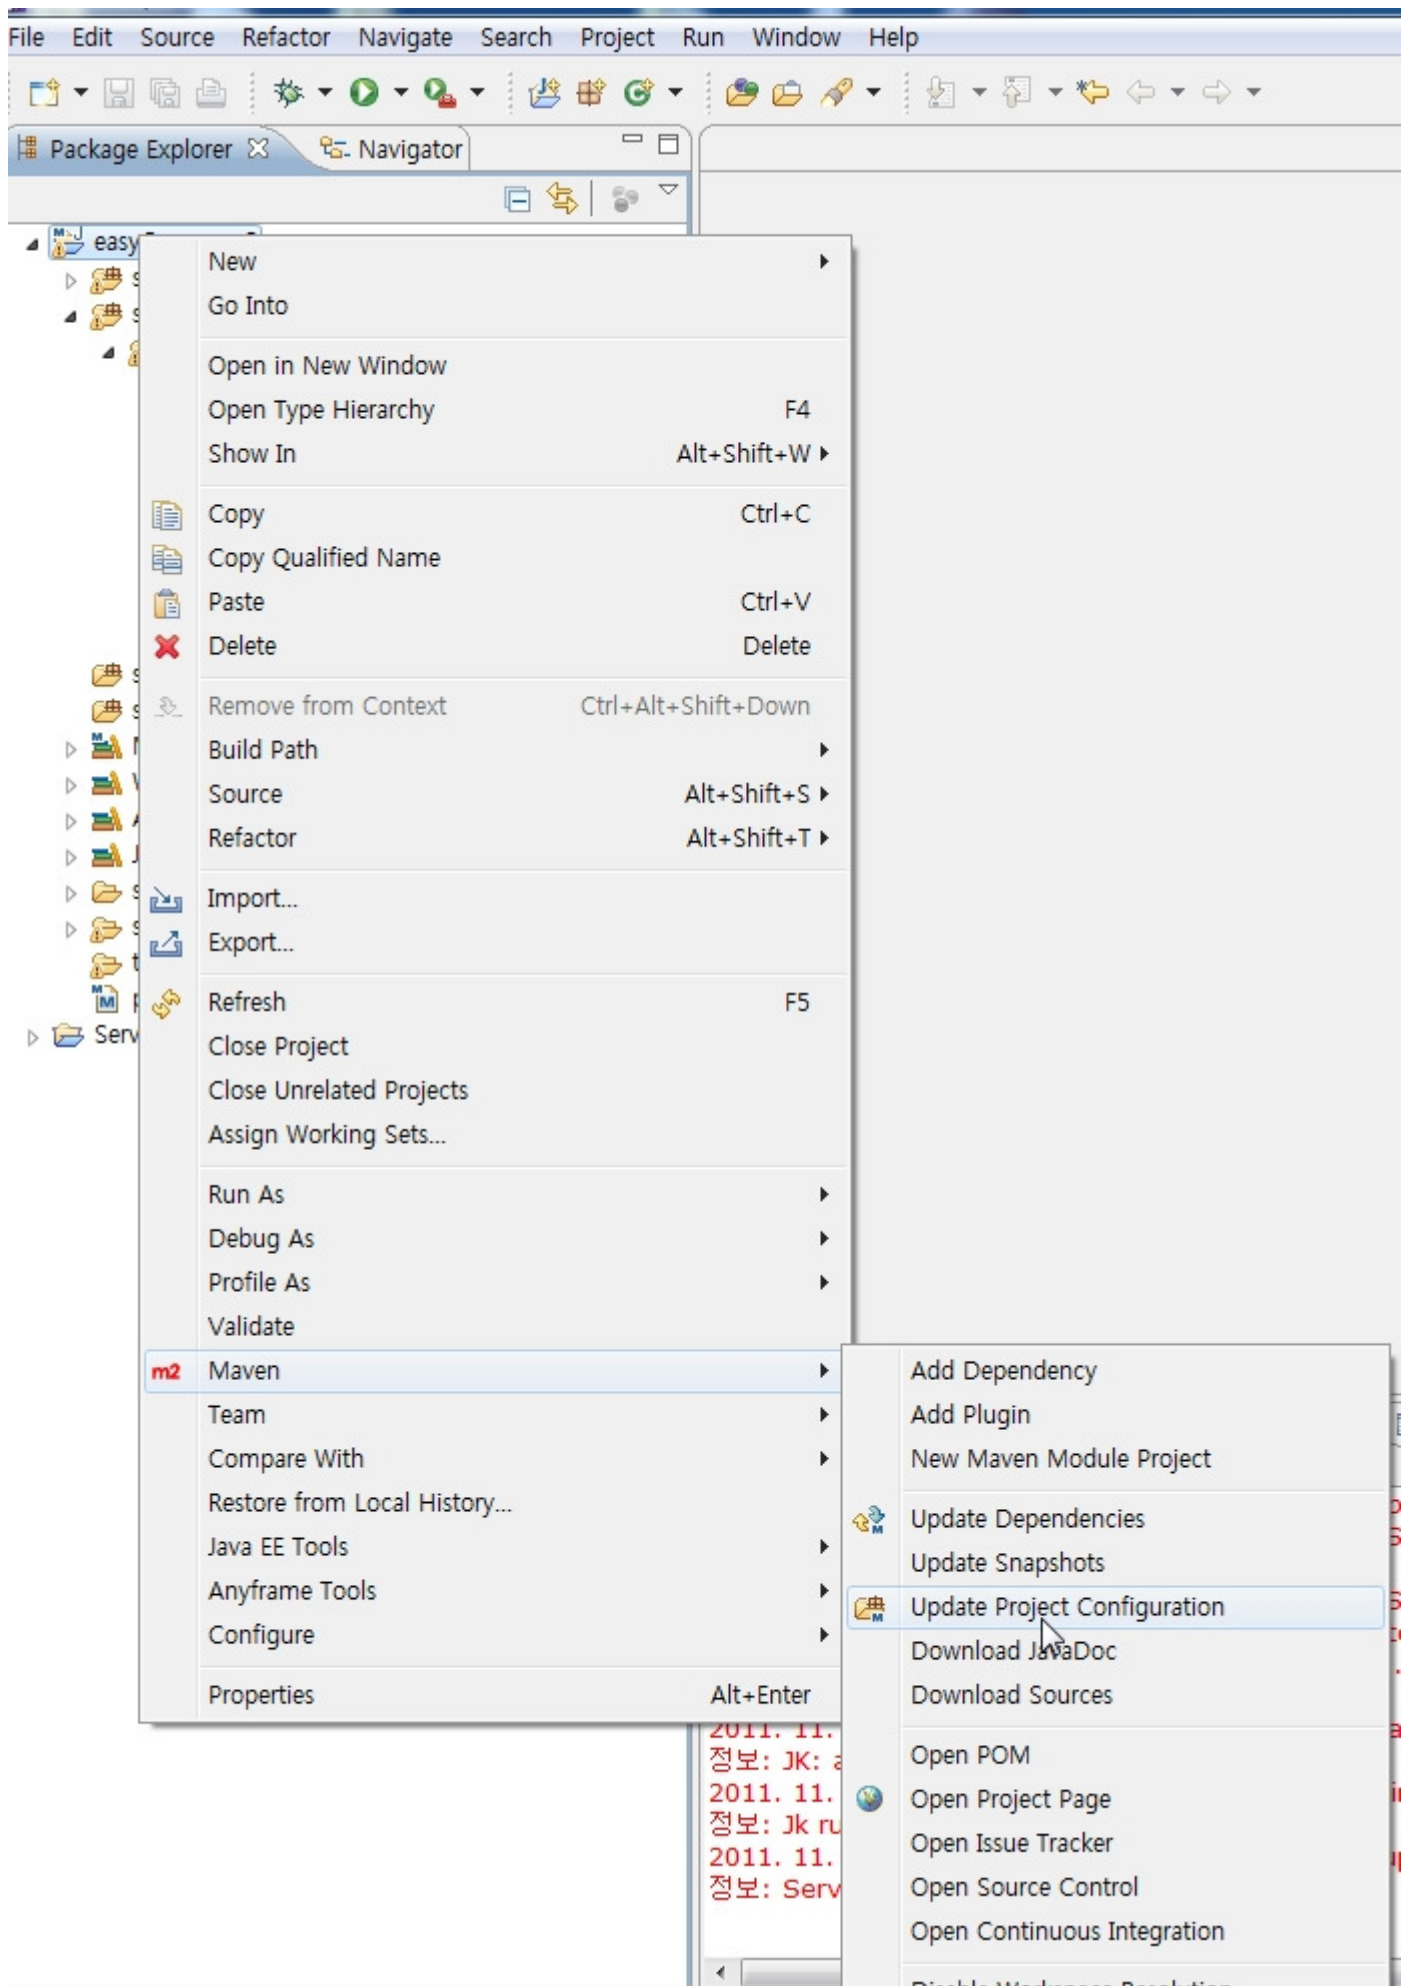 File Edit Source Refactor Navigate Search Project Run Window Help
Package Explorer Navigator
easy
New
Go Into
Open in New Window
Open Type Hierarchy F4
Show In Alt+Shift+W
Copy Ctrl+C
Copy Qualified Name
Paste Ctrl+V
Delete Delete
Remove from Context Ctrl+Alt+Shift+Down
Build Path
Source Alt+Shift+S
Refactor Alt+Shift+T
Import...
Export...
Refresh F5
Serv
Close Project
Close Unrelated Projects
Assign Working Sets...
Run As
Debug As
Profile As
Validate
m2 Maven
Team
Compare With
Restore from Local History...
Java EE Tools
Anyframe Tools
Configure
Properties Alt+Enter
Add Dependency
Add Plugin
New Maven Module Project
Update Dependencies
Update Snapshots
Update Project Configuration
Download JavaDoc
Download Sources
Open POM
Open Project Page
Open Issue Tracker
Open Source Control
Open Continuous Integration
Disable Workspace Resolution
2011. 11.
정보: JK: a
2011. 11.
정보: Jk ru
2011. 11.
정보: Serv